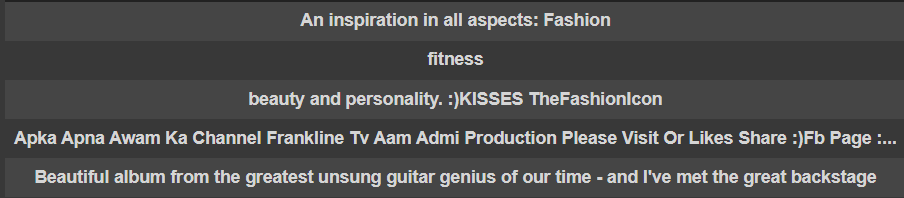 An inspiration in all aspects: Fashion
fitness
beauty and personality. :)KISSES TheFashionIcon
Apka Apna Awam Ka Channel Frankline Tv Aam Admi Production Please Visit Or Likes Share :)Fb Page :...
Beautiful album from the greatest unsung guitar genius of our time - and I've met the great backstage